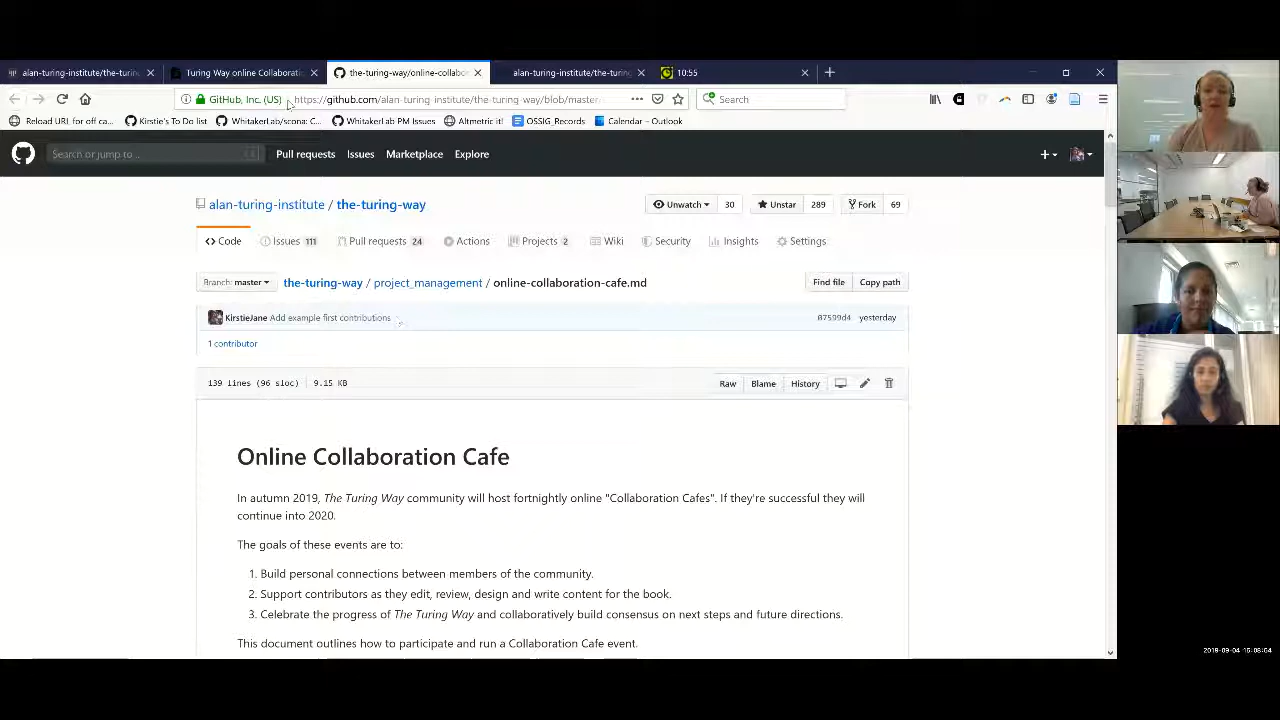 alan-turing-institute/the-turin
Turing Way online Collaboratio
the-turing-way/online-collabor
alan-turing-institute/the-turing
10:55
GitHub, Inc. (US)
https://github.com/alan-turing-institute/the-turing-way/blob/master/
Search
Reload URL for off ca...
Kirstie's To Do list
WhitakerLab/scona: C...
WhitakerLab PM Issues
Altmetric it!
OSSIG_Records
Calendar – Outlook
Search or jump to...
Pull requests
Issues
Marketplace
Explore
alan-turing-institute / the-turing-way
Unwatch 30
Unstar 289
Fork 69
Code
Issues 111
Pull requests 24
Actions
Projects 2
Wiki
Security
Insights
Settings
Branch: master
the-turing-way / project_management / online-collaboration-cafe.md
Find file
Copy path
KirstieJane Add example first contributions
07599d4 yesterday
1 contributor
139 lines (96 sloc) 9.15 KB
Raw
Blame
History
Online Collaboration Cafe
In autumn 2019, The Turing Way community will host fortnightly online "Collaboration Cafes". If they're successful they will
continue into 2020.
The goals of these events are to:
1. Build personal connections between members of the community.
2. Support contributors as they edit, review, design and write content for the book.
3. Celebrate the progress of The Turing Way and collaboratively build consensus on next steps and future directions.
This document outlines how to participate and run a Collaboration Cafe event.